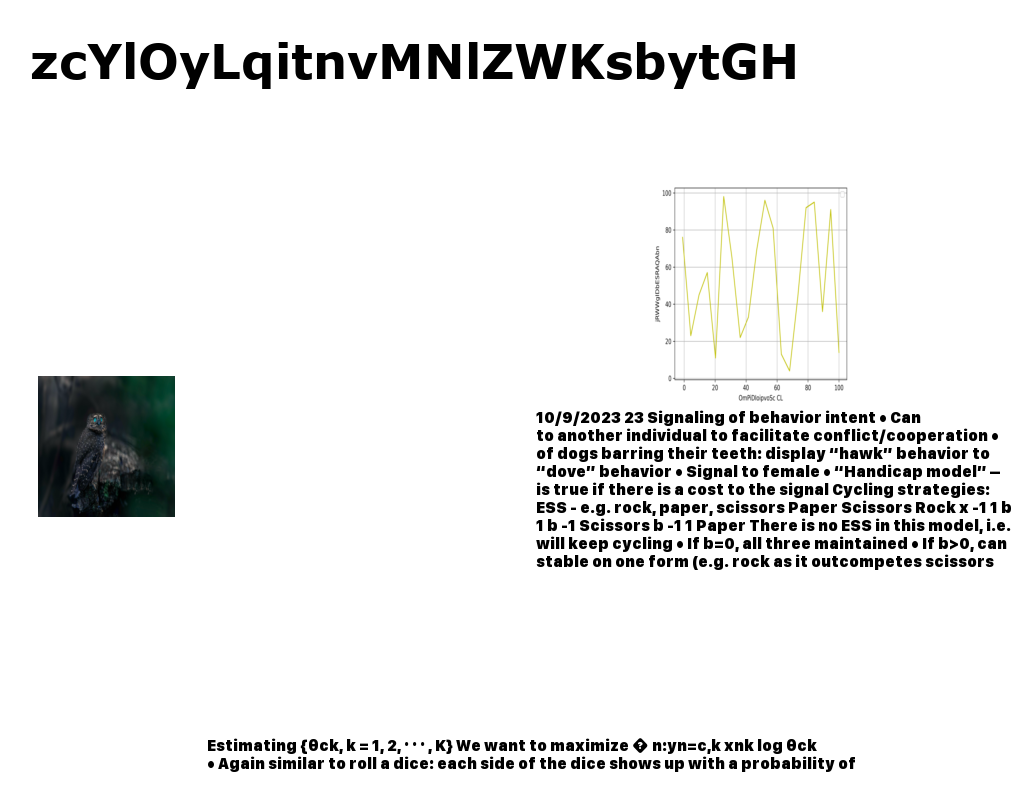 zcYlOyLqitnvMNlZWKsbytGH
100
80
60
40
20
0
0 20 40 60 80 100
10/9/2023 23 Signaling of behavior intent • Can
to another individual to facilitate conflict/cooperation •
of dogs barring their teeth: display “hawk” behavior to
“dove” behavior • Signal to female • “Handicap model” –
is true if there is a cost to the signal Cycling strategies:
ESS - e.g. rock, paper, scissors Paper Scissors Rock x -1 1 b
1 b -1 Scissors b -1 1 Paper There is no ESS in this model, i.e.
will keep cycling • If b=0, all three maintained • If b>0, can
stable on one form (e.g. rock as it outcompetes scissors
Estimating {θck, k = 1, 2, · · · , K} We want to maximize � n:yn=c,k xnk log θck
• Again similar to roll a dice: each side of the dice shows up with a probability of